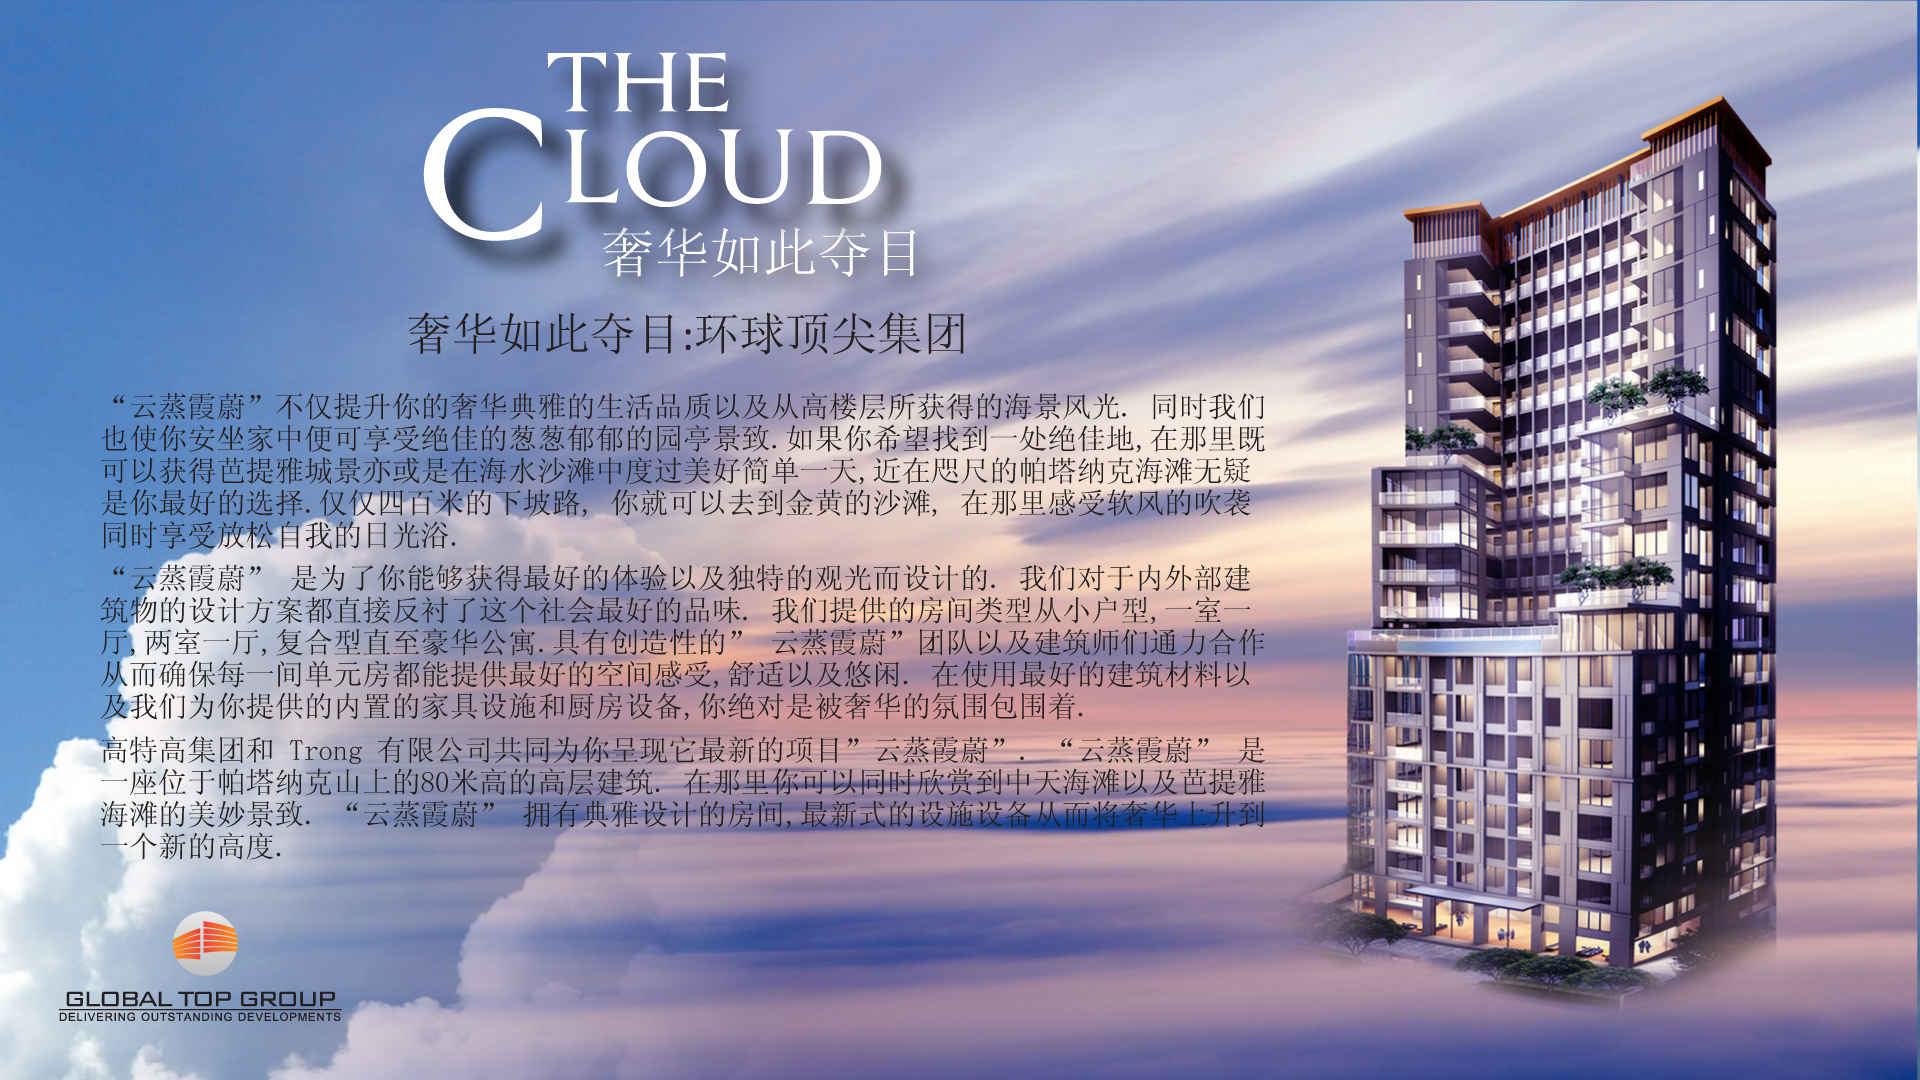 THE
CLOUD
奢华如此夺目
奢华如此夺目:环球顶尖集团
“云蒸霞蔚”不仅提升你的奢华典雅的生活品质以及从高楼层所获得的海景风光. 同时我们
也使你安坐家中便可享受绝佳的葱葱郁郁的园亭景致.如果你希望找到一处绝佳地,在那里既
可以获得芭提雅城景亦或是在海水沙滩中度过美好简单一天,近在咫尺的帕塔纳克海滩无疑
是你最好的选择.仅仅四百米的下坡路, 你就可以去到金黄的沙滩, 在那里感受软风的吹袭
同时享受放松自我的日光浴.
“云蒸霞蔚” 是为了你能够获得最好的体验以及独特的观光而设计的. 我们对于内外部建
筑物的设计方案都直接反衬了这个社会最好的品味. 我们提供的房间类型从小户型,一室一
厅,两室一厅,复合型直至豪华公寓.具有创造性的” 云蒸霞蔚”团队以及建筑师们通力合作
从而确保每一间单元房都能提供最好的空间感受,舒适以及悠闲. 在使用最好的建筑材料以
及我们为你提供的内置的家具设施和厨房设备,你绝对是被奢华的氛围包围着.
高特高集团和 Trong 有限公司共同为你呈现它最新的项目”云蒸霞蔚”. “云蒸霞蔚” 是
一座位于帕塔纳克山上的80米高的高层建筑. 在那里你可以同时欣赏到中天海滩以及芭提雅
海滩的美妙景致. “云蒸霞蔚” 拥有典雅设计的房间,最新式的设施设备从而将奢华上升到
一个新的高度.
GLOBAL TOP GROUP
DELIVERING OUTSTANDING DEVELOPMENTS